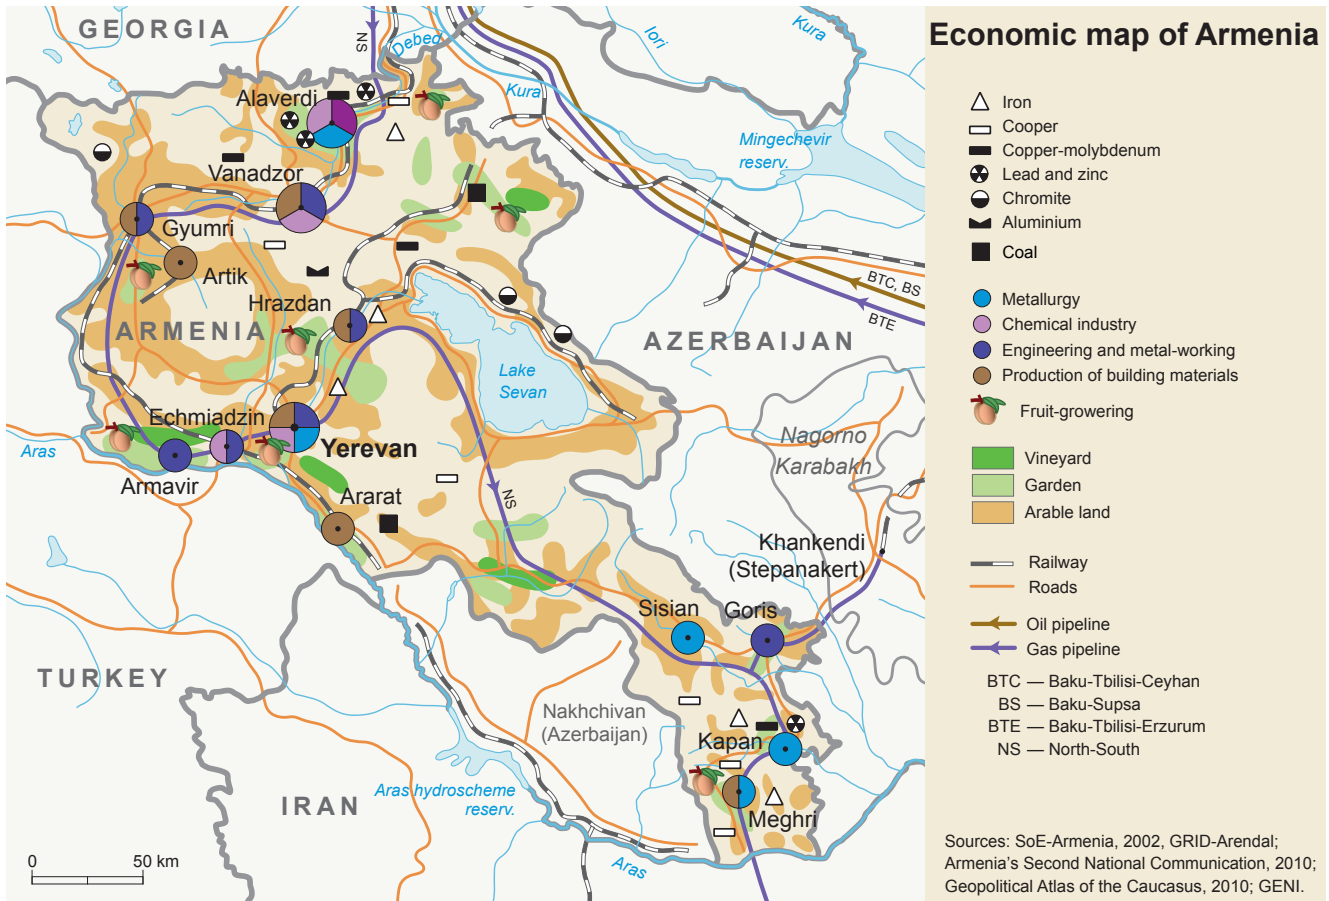 Economic map of Armenia
Iron
Cooper
Copper-molybdenum
Lead and zinc
Chromite
Aluminium
Coal
Metallurgy
Chemical industry
Engineering and metal-working
Production of building materials
Fruit-growering
Vineyard
Garden
Arable land
Railway
Roads
Oil pipeline
Gas pipeline
BTC — Baku-Tbilisi-Ceyhan
BS — Baku-Supsa
BTE — Baku-Tbilisi-Erzurum
NS — North-South
Sources: SoE-Armenia, 2002, GRID-Arendal;
Armenia's Second National Communication, 2010;
Geopolitical Atlas of the Caucasus, 2010; GENI.
GEORGIA
NS
Debed
Iori
Kura
Kura
Alaverdi
Mingechevir
reserv.
Vanadzor
Gyumri
Artik
Hrazdan
BTC, BS
BTE
ARMENIA
AZERBAIJAN
Lake
Sevan
Echmiadzin
Yerevan
Nagorno
Karabakh
Aras
Armavir
Ararat
NS
Khankendi
(Stepanakert)
Sisian
Goris
TURKEY
Nakhchivan
(Azerbaijan)
Kapan
IRAN
Aras hydroscheme
reserv.
Meghri
Aras
0
50 km